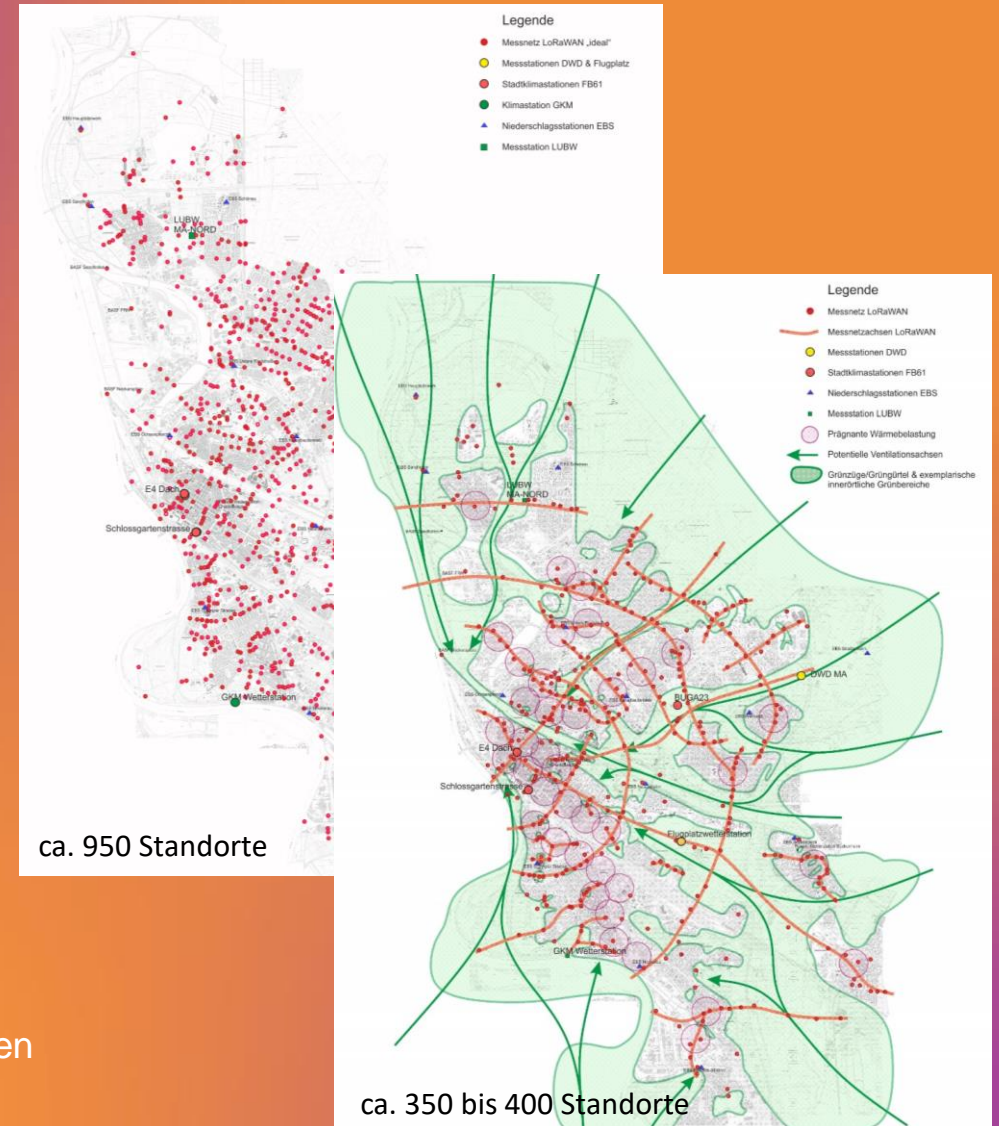 Legende
Messnetz LoRaWAN „ideal"
Messstationen DWD & Flugplatz
Stadtklimastationen FB61
Klimastation GKM
Niederschlagsstationen EBS
Messstation LUBW
LUBW
MA-NORD
E4 Dach
Schlossgartenstrasse
GKM Wetterstation
ca. 950 Standorte
Legende
Messnetz LoRaWAN
Messnetzachsen LoRaWAN
Messstationen DWD
Stadtklimastationen FB61
Niederschlagsstationen EBS
Messstation LUBW
Prägnante Wärmebelastung
Potentielle Ventilationsachsen
Grünzüge/Grüngürtel & exemplarische
innerörtliche Grünbereiche
LUBW
MA-NORD
DWD MA
BUGA23
E4 Dach
Schlossgartenstrasse
Flugplatzwetterstation
GKM Wetterstation
en
ca. 350 bis 400 Standorte